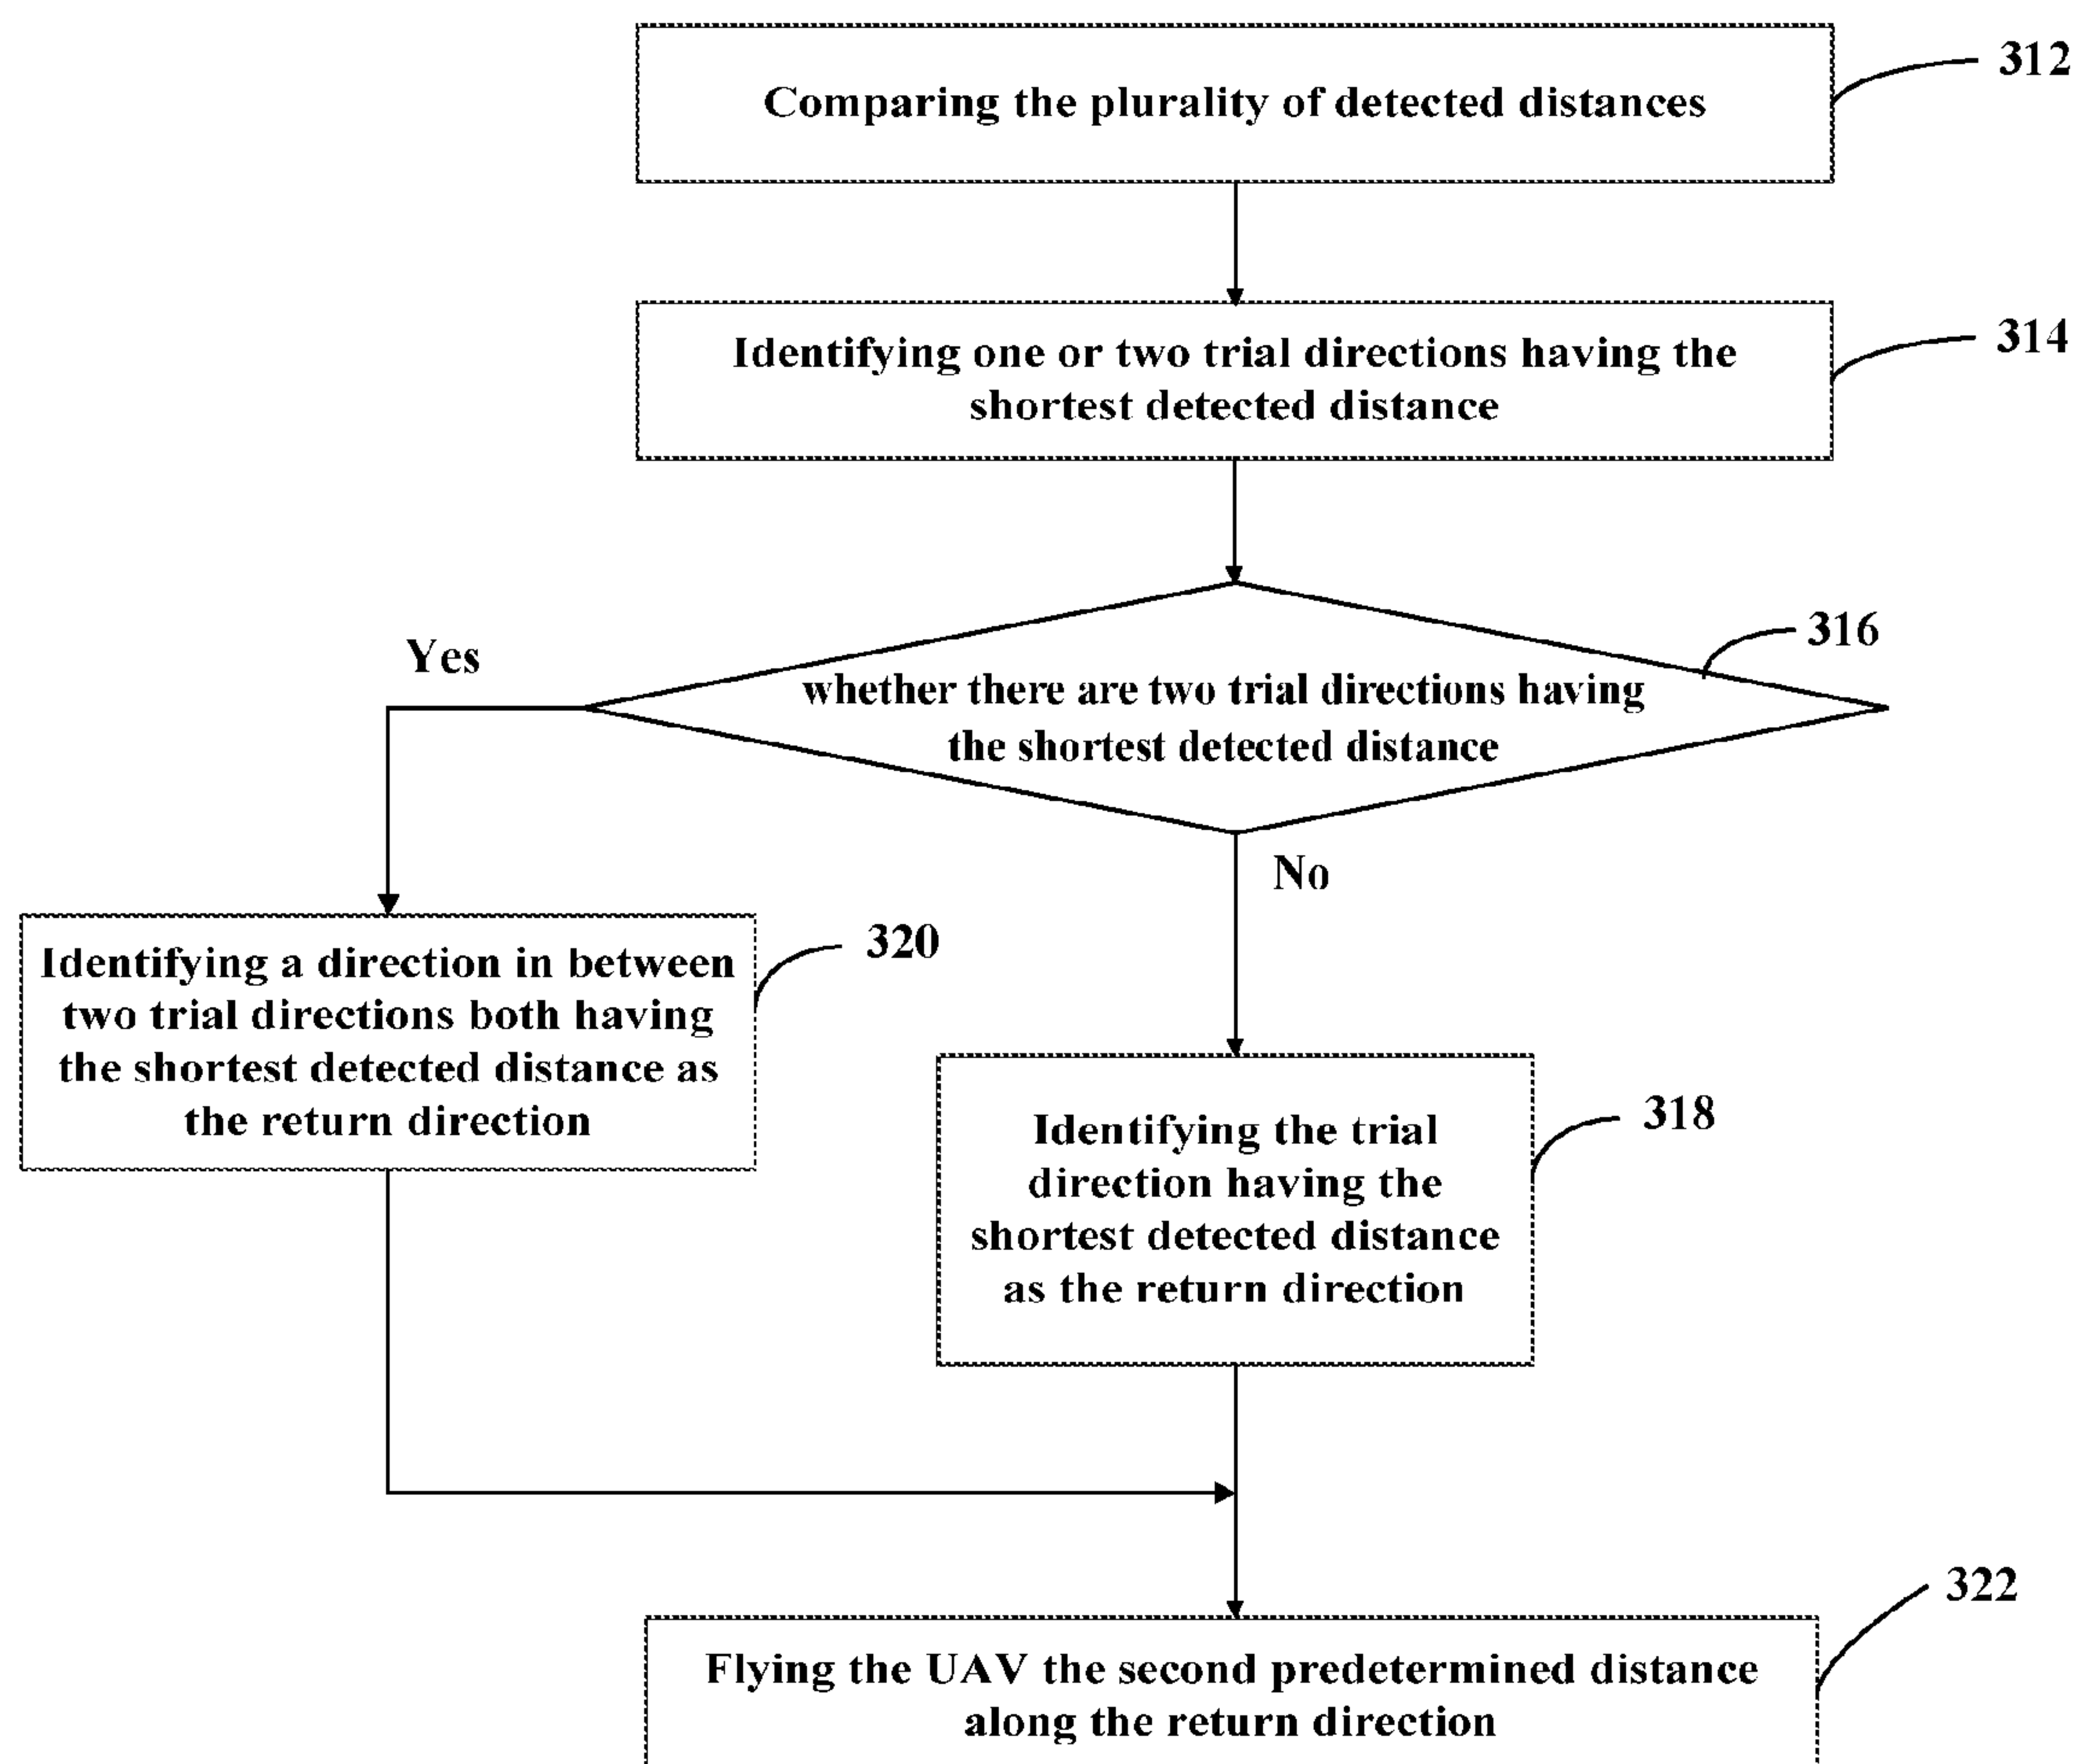 Comparing the plurality of detected distances
312
Identifying one or two trial directions having the
shortest detected distance
314
whether there are two trial directions having
the shortest detected distance
316
Yes
No
Identifying a direction in between
two trial directions both having
the shortest detected distance as
the return direction
320
Identifying the trial
direction having the
shortest detected distance
as the return direction
318
Flying the UAV the second predetermined distance
along the return direction
322